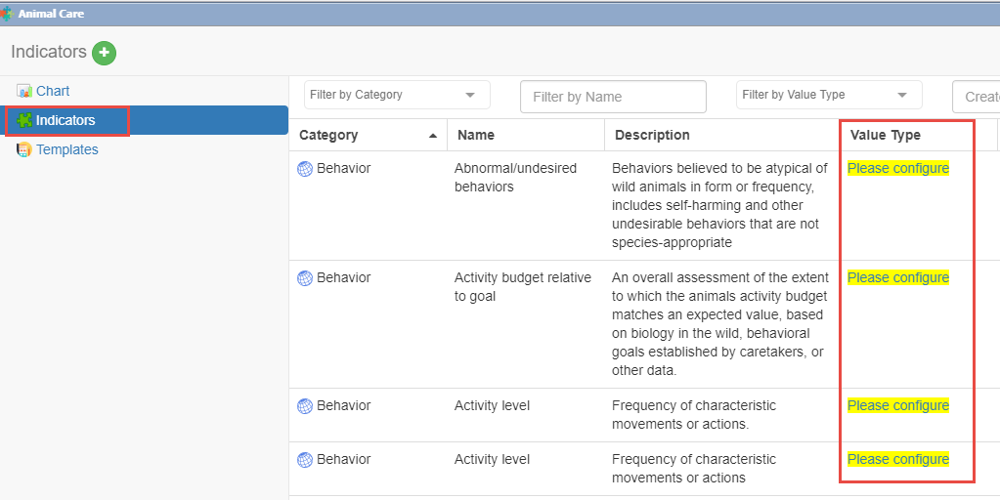 Animal Care
Indicators
Chart
Indicators
Templates
Filter by Category
Filter by Name
Filter by Value Type
Create
Category
Name
Description
Value Type
Behavior
Abnormal/undesired
behaviors
Behaviors believed to be atypical of
wild animals in form or frequency,
includes self-harming and other
undesirable behaviors that are not
species-appropriate
Please configure
Behavior
Activity budget relative
to goal
An overall assessment of the extent
to which the animals activity budget
matches an expected value, based
on biology in the wild, behavioral
goals established by caretakers, or
other data.
Please configure
Behavior
Activity level
Frequency of characteristic
movements or actions.
Please configure
Behavior
Activity level
Frequency of characteristic
movements or actions
Please configure